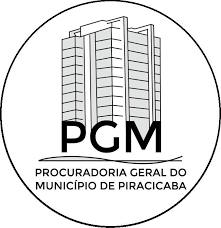 PGM
PROCURADORIA GERAL DO
MUNICÍPIO DE PIRACICABA